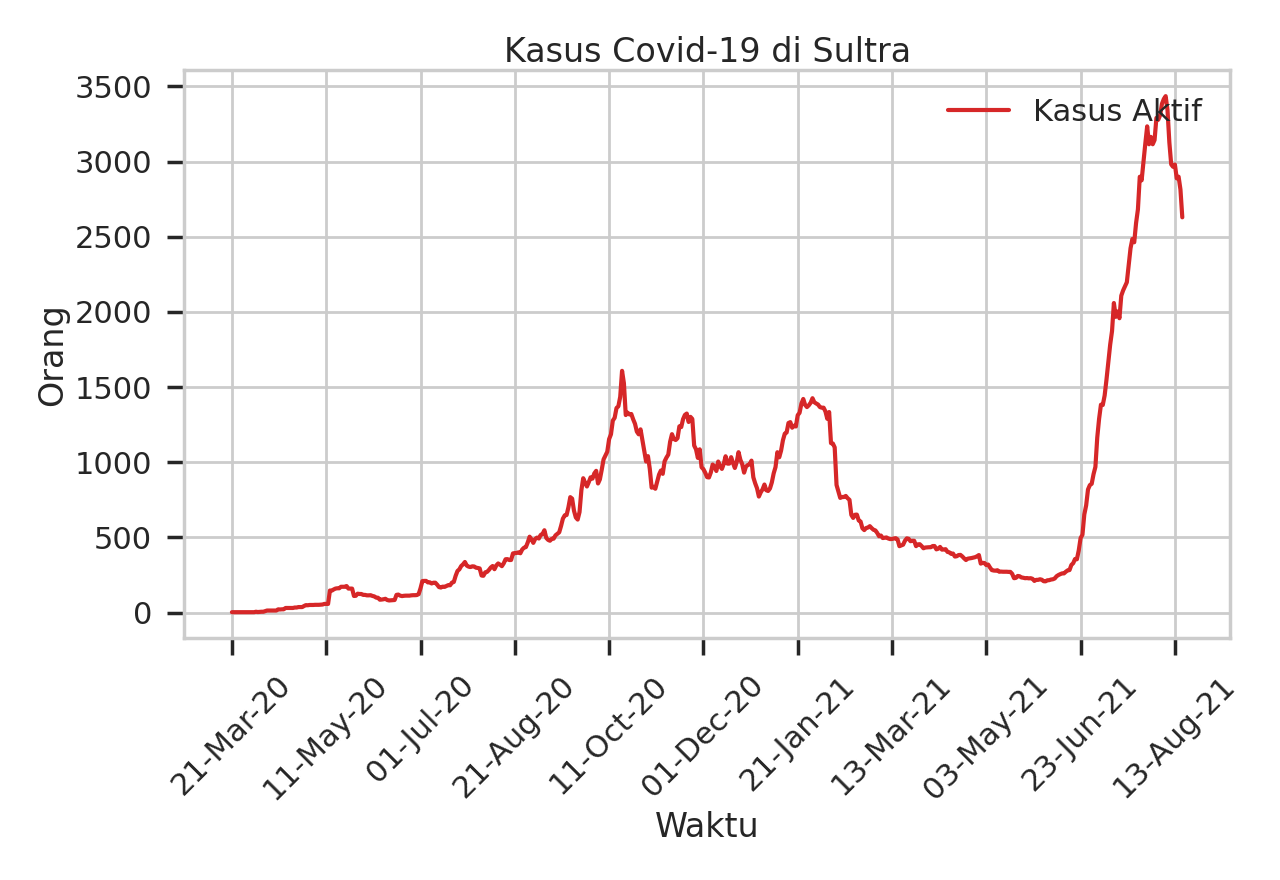 Kasus Covid-19 di Sultra
Kasus Aktif
3500
3000
2500
2000
1500
1000
500
0
Orang
21-Mar-20
11-May-20
01-Jul-20
21-Aug-20
11-Oct-20
01-Dec-20
21-Jan-21
13-Mar-21
03-May-21
23-Jun-21
13-Aug-21
Waktu